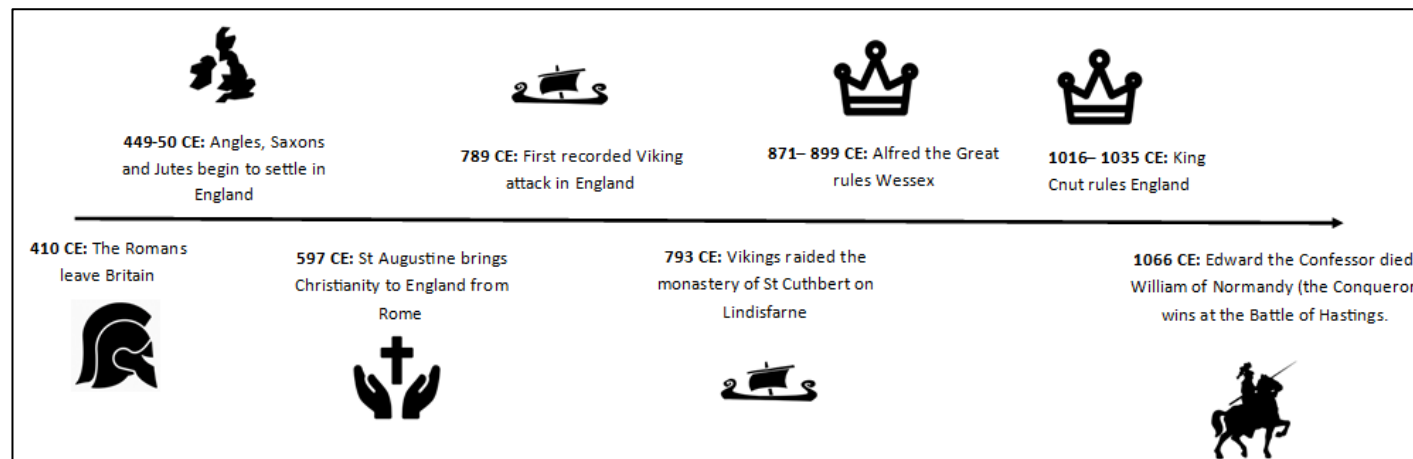 449-50 CE: Angles, Saxons
and Jutes begin to settle in
England
789 CE: First recorded Viking
attack in England
871– 899 CE: Alfred the Great
rules Wessex
1016– 1035 CE: King
Cnut rules England
410 CE: The Romans
leave Britain
597 CE: St Augustine brings
Christianity to England from
Rome
793 CE: Vikings raided the
monastery of St Cuthbert on
Lindisfarne
1066 CE: Edward the Confessor died
William of Normandy (the Conqueror
wins at the Battle of Hastings.